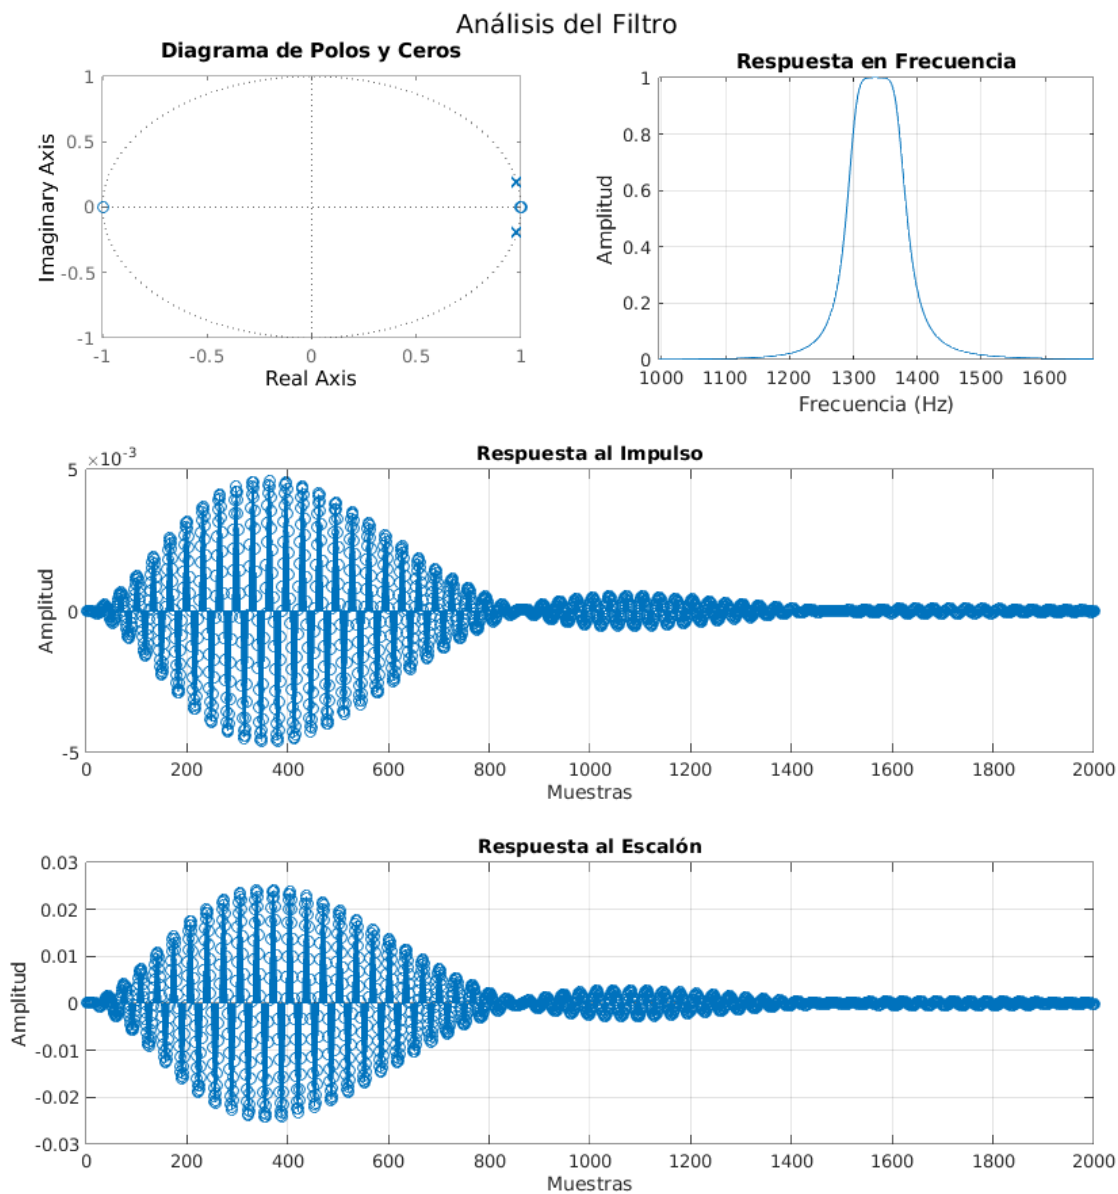 Análisis del Filtro
Diagrama de Polos y Ceros
1
0.5
0
-0.5
-1
Imaginary Axis
-1 -0.5 0 0.5 1
Real Axis
Respuesta en Frecuencia
1
0.8
0.6
0.4
0.2
0
Amplitud
1000 1100 1200 1300 1400 1500 1600
Frecuencia (Hz)
Respuesta al Impulso
×10-3
5
0
-5
Amplitud
0 200 400 600 800 1000 1200 1400 1600 1800 2000
Muestras
Respuesta al Escalón
0.03
0.02
0.01
0
-0.01
-0.02
-0.03
Amplitud
0 200 400 600 800 1000 1200 1400 1600 1800 2000
Muestras